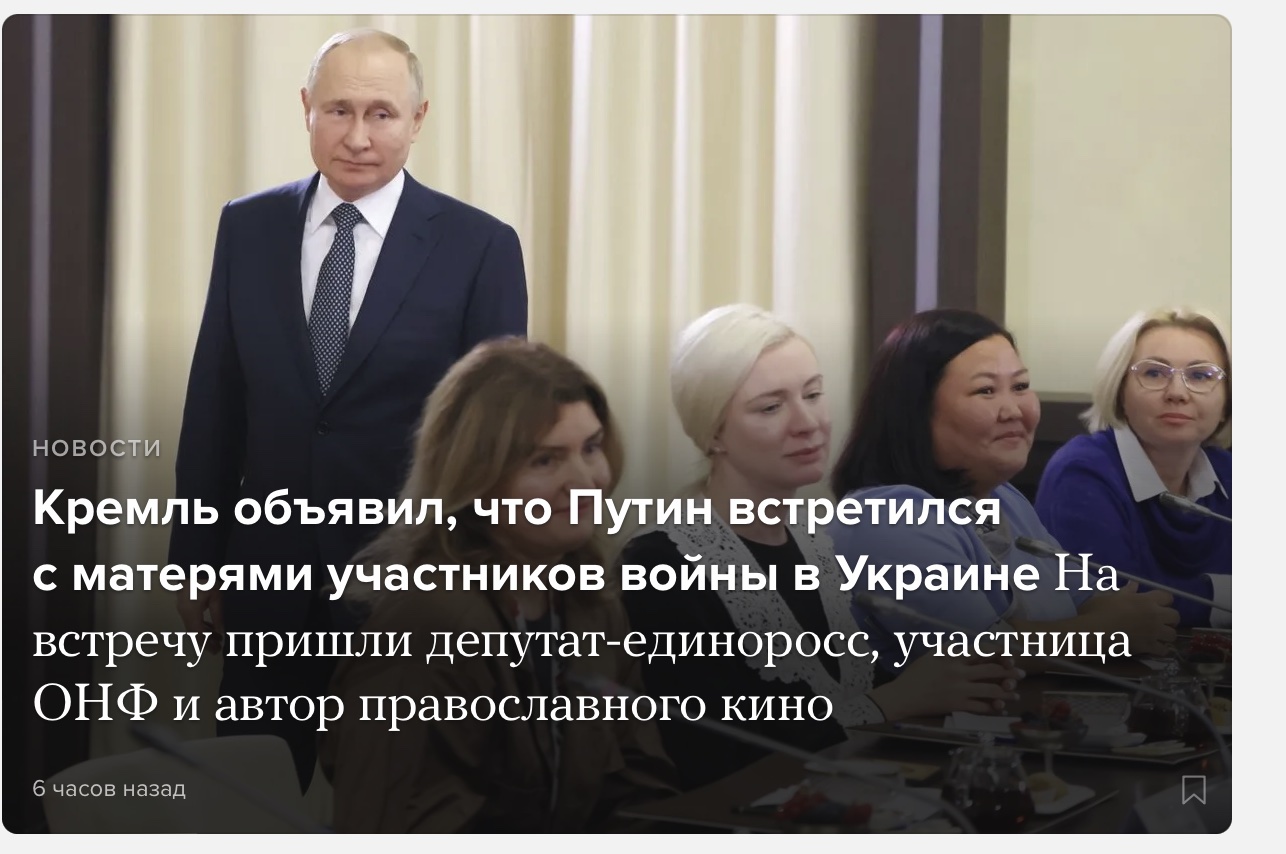 НОВОСТИ
Кремль объявил, что Путин встретился
с матерями участников войны в Украине На
встречу пришли депутат-единоросс, участница
ОНФ и автор православного кино
6 часов назад